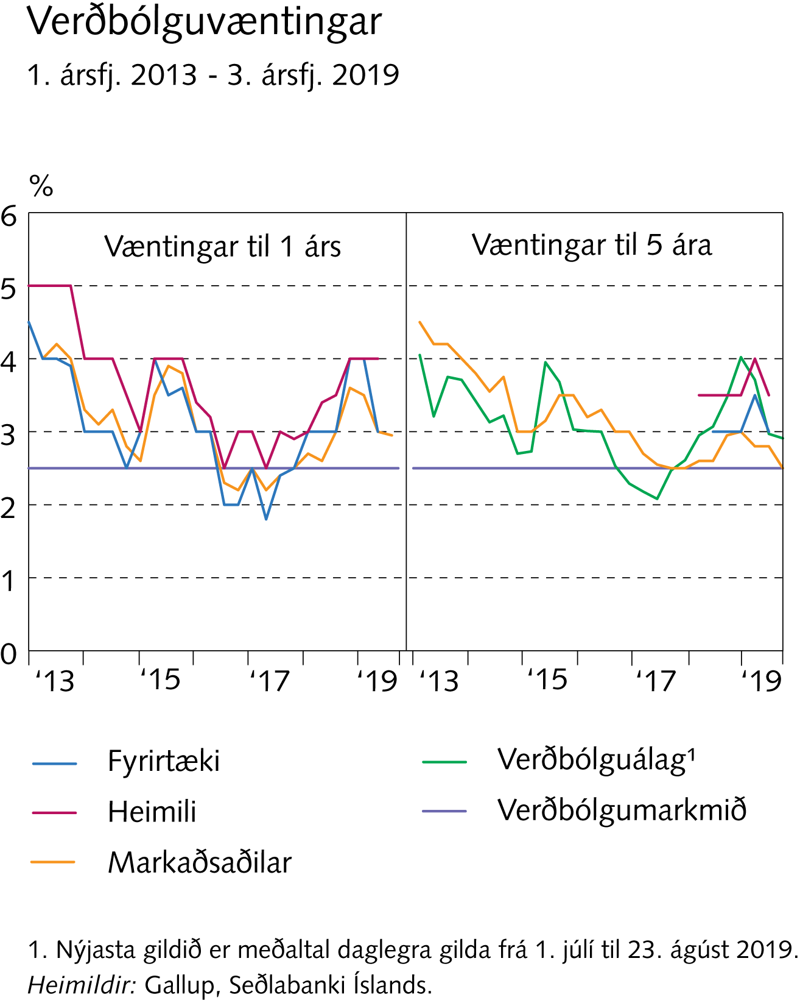 Verðbólguvæntingar
1. ársfj. 2013 - 3. ársfj. 2019
%
6
5
4
3
2
1
0
Væntingar til 1 árs
Væntingar til 5 ára
‘13 ‘15 ‘17 ‘19 ‘13 ‘15 ‘17 ‘19
Fyrirtæki
Heimili
Markaðsaðilar
Verðbólguálag¹
Verðbólgumarkmið
1. Nýjasta gildið er meðaltal daglegra gilda frá 1. júlí til 23. ágúst 2019.
Heimildir: Gallup, Seðlabanki Íslands.